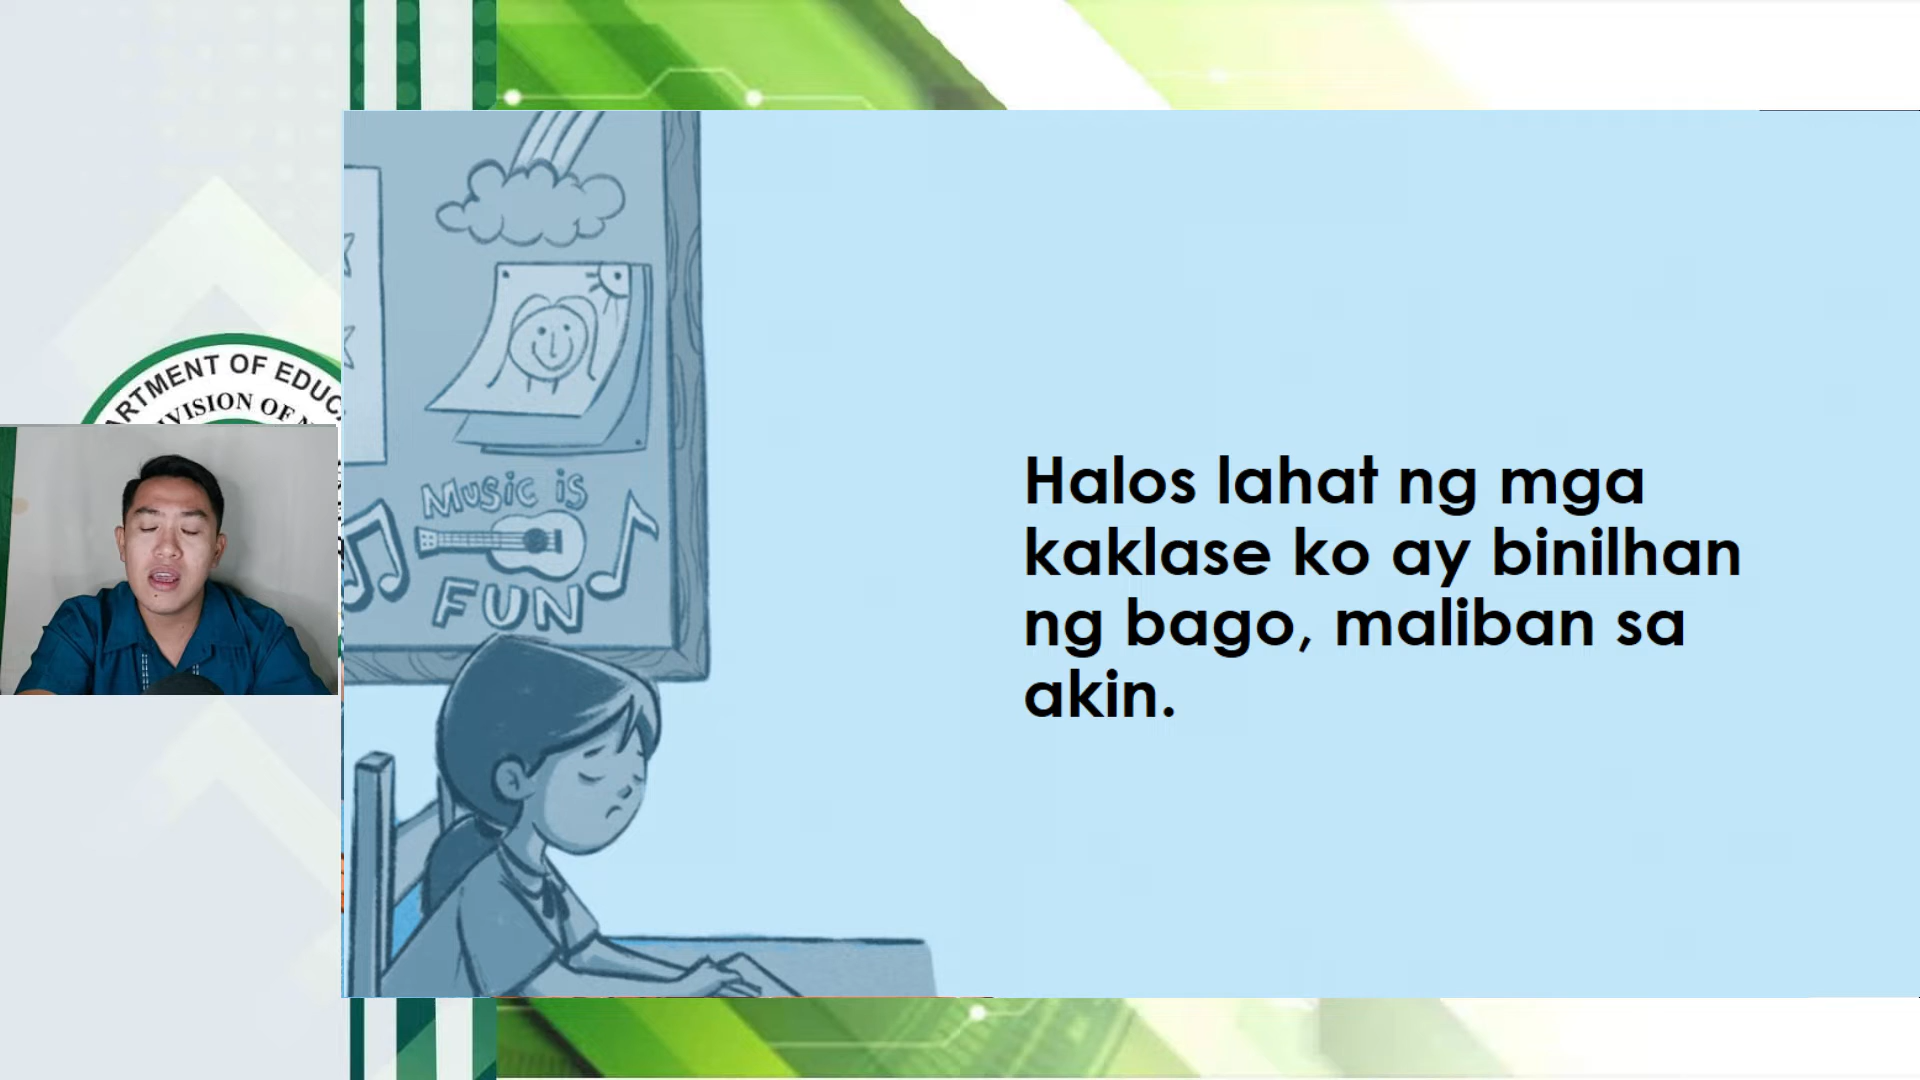 ARTMENT OF EDUC
VISION OF
Music is
FUN
Halos lahat ng mga
kaklase ko ay binilhan
ng bago, maliban sa
akin.